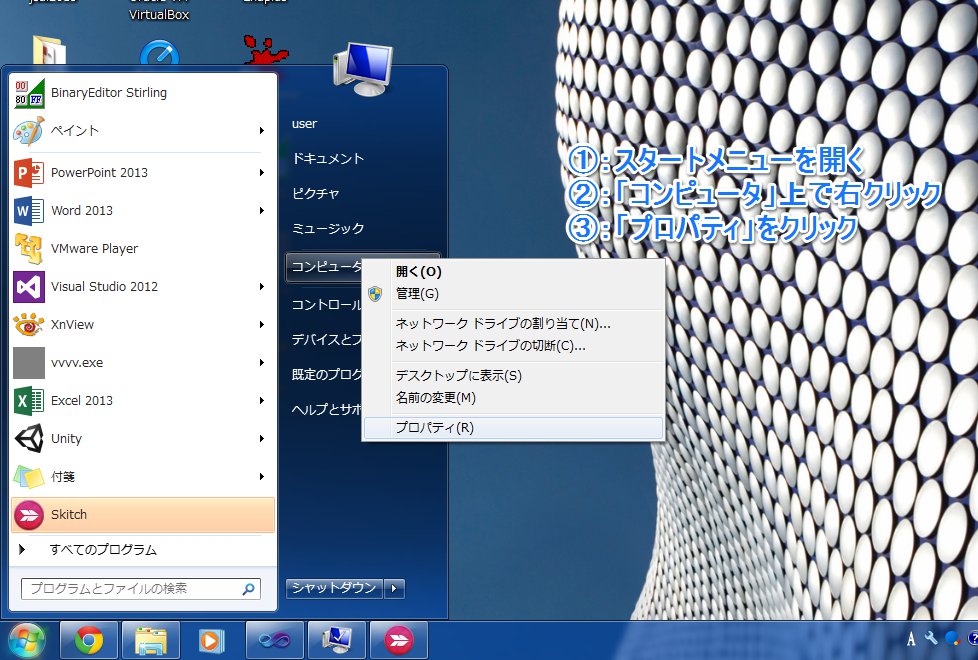 VirtualBox
BinaryEditor Stirling
ペイント
PowerPoint 2013
Word 2013
VMware Player
Visual Studio 2012
XnView
vvvv.exe
Excel 2013
Unity
付箋
Skitch
すべてのプログラム
プログラムとファイルの検索
user
ドキュメント
ピクチャ
ミュージック
コンピュータ
コントロール
デバイスとプ
既定のプログ
ヘルプとサポ
シャットダウン
開く(O)
管理(G)
ネットワーク ドライブの割り当て(N)...
ネットワーク ドライブの切断(C)...
デスクトップに表示(S)
名前の変更(M)
プロパティ(R)
①:スタートメニューを開く
②:「コンピュータ」上で右クリック
③:「プロパティ」をクリック
A